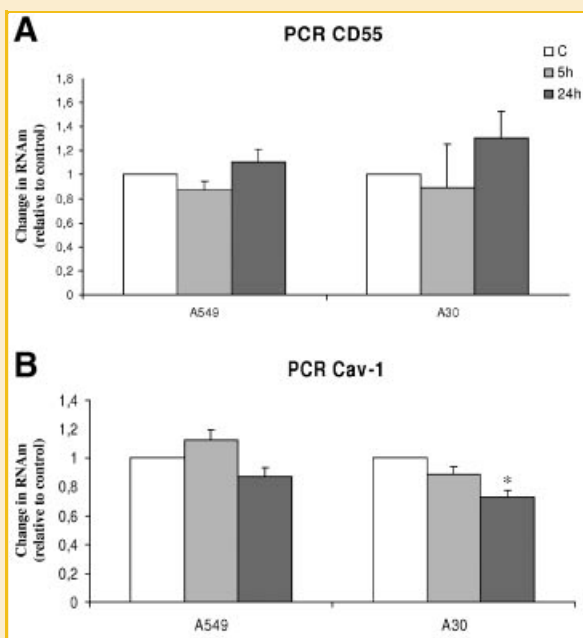 A
PCR CD55
C
5h
24h
Change in RNAm
(relative to control)
1,8
1,6
1,4
1,2
1
0,8
0,6
0,4
0,2
0
A549
A30
B
PCR Cav-1
Change in RNAm
(relative to control)
1,4
1,2
1
0,8
0,6
0,4
0,2
0
*
A549
A30